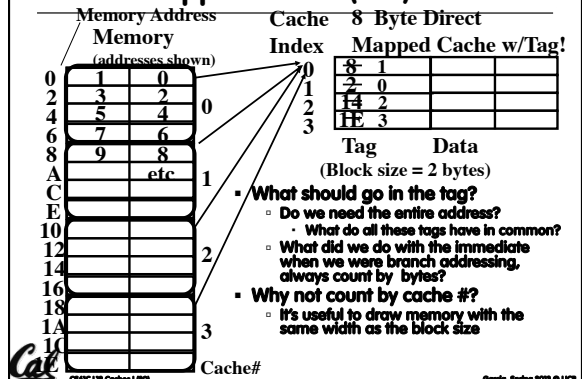 Memory Address
Memory
(addresses shown)
Cache
Index
8 Byte Direct
Mapped Cache w/Tag!
0 1 0
2 3 2
4 5 4
6 7 6
8 9 8
A etc
C
E
10
12
14
16
18
1A
0
1
2
3
Cache#
0 8 1
1 2 0
2 14 2
3 1E 3
Tag Data
(Block size = 2 bytes)
What should go in the tag?
Do we need the entire address?
What do all these tags have in common?
What did we do with the immediate
when we were branch addressing,
always count by bytes?
Why not count by cache #?
It's useful to draw memory with the
same width as the block size
Cal